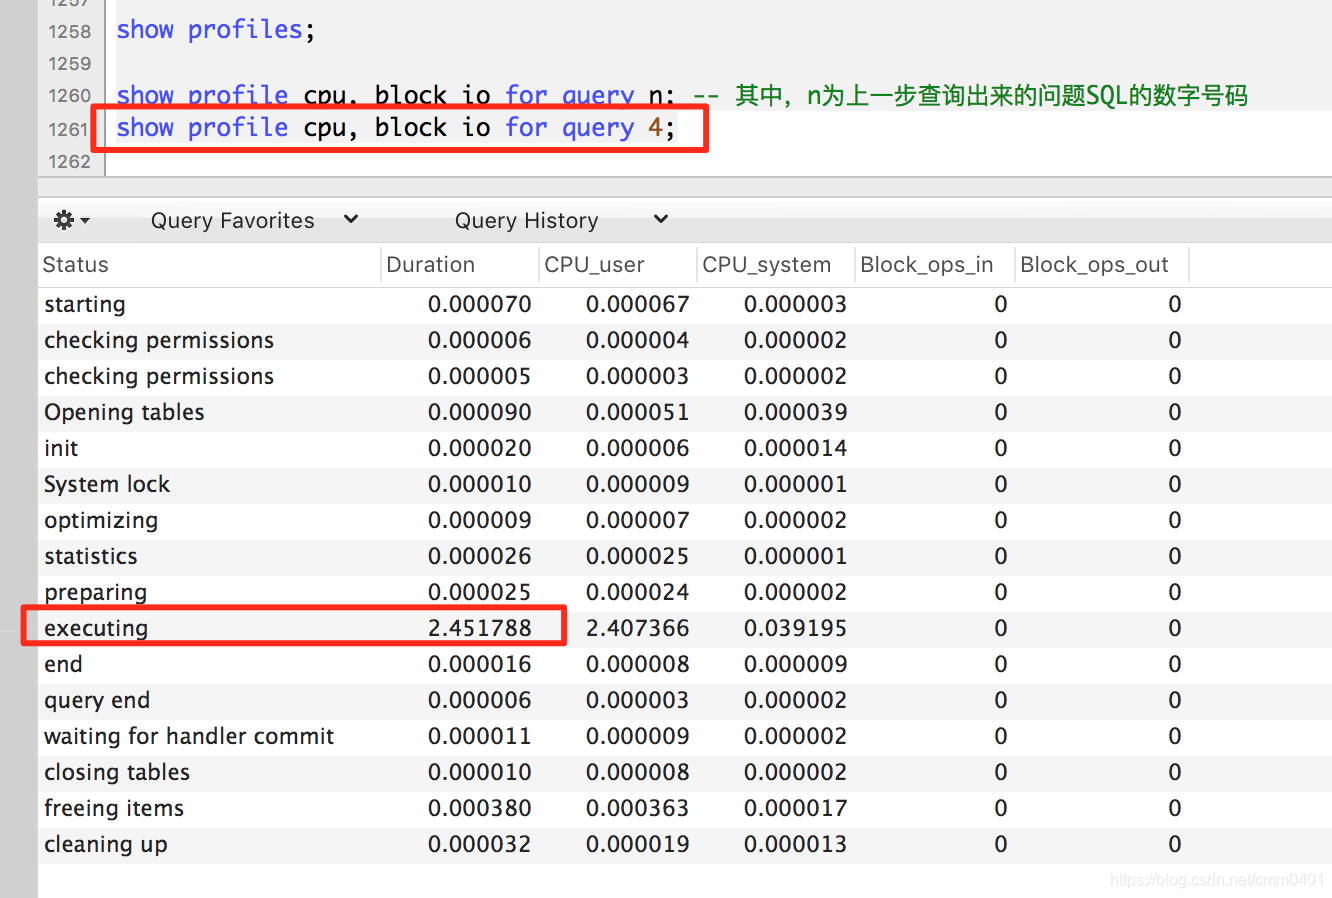 1257
1258 show profiles;
1259
1260 show profile cpu, block io for query n; -- 其中，n为上一步查询出来的问题SQL的数字号码
1261 show profile cpu, block io for query 4;
1262
Query Favorites Query History
Status Duration CPU_user CPU_system Block_ops_in Block_ops_out
starting 0.000070 0.000067 0.000003 0 0
checking permissions 0.000006 0.000004 0.000002 0 0
checking permissions 0.000005 0.000003 0.000002 0 0
Opening tables 0.000090 0.000051 0.000039 0 0
init 0.000020 0.000006 0.000014 0 0
System lock 0.000010 0.000009 0.000001 0 0
optimizing 0.000009 0.000007 0.000002 0 0
statistics 0.000026 0.000025 0.000001 0 0
preparing 0.000025 0.000024 0.000002 0 0
executing 2.451788 2.407366 0.039195 0 0
end 0.000016 0.000008 0.000009 0 0
query end 0.000006 0.000003 0.000002 0 0
waiting for handler commit 0.000011 0.000009 0.000002 0 0
closing tables 0.000010 0.000008 0.000002 0 0
freeing items 0.000380 0.000363 0.000017 0 0
cleaning up 0.000032 0.000019 0.000013 0 0
https://blog.csdn.net/cmm0401